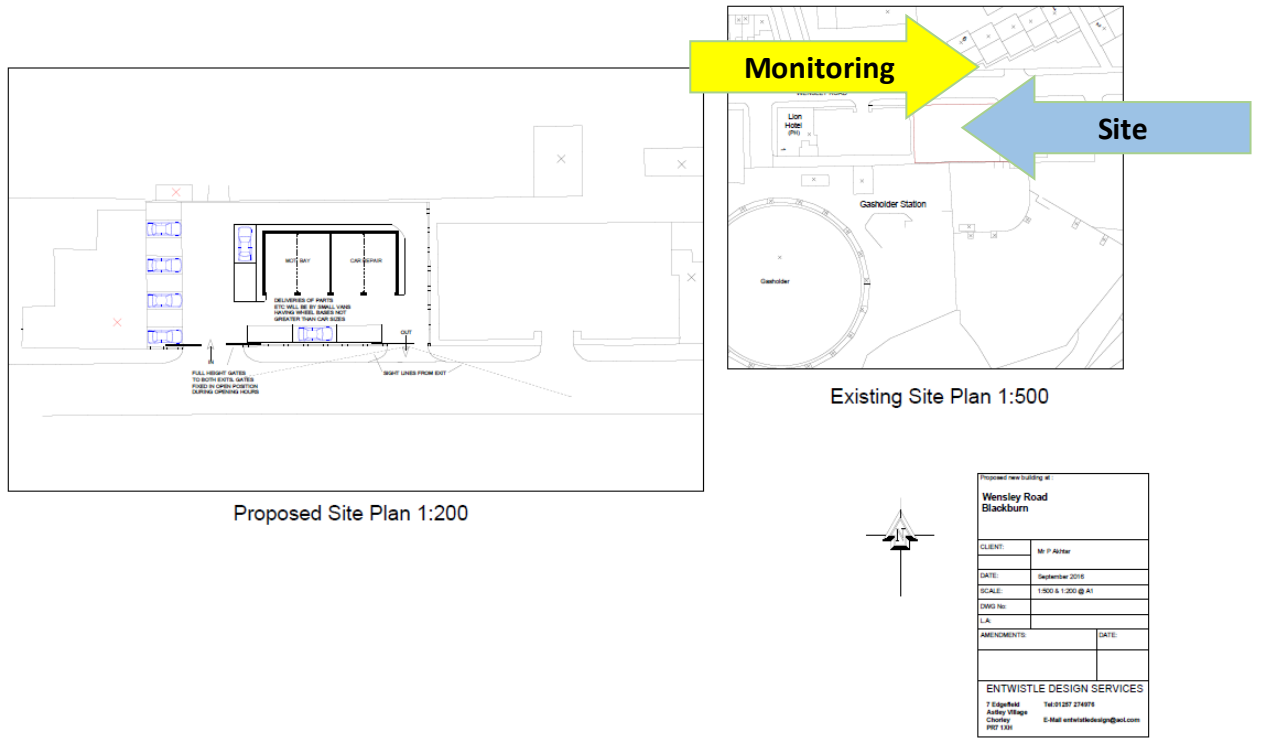 Monitoring
Site
WENSLEY ROAD
Lion
Hotel
(PH)
Gasholder Station
Gasholder
Existing Site Plan 1:500
MOT BAY
CAR REPAIR
DELIVERIES OF PARTS
ETC WILL BE BY SMALL VANS
HAVING WHEEL BASES NOT
GREATER THAN CAR SIZES
OUT
IN
FULL HEIGHT GATES
TO BOTH EXITS. GATES
FIXED IN OPEN POSITION
DURING OPENING HOURS
SIGHT LINES FROM EXIT
Proposed Site Plan 1:200
N
Proposed new building at :
Wensley Road
Blackburn
CLIENT:
Mr P Akhter
DATE:
September 2016
SCALE:
1:500 & 1:200 @ A1
DWG No:
L.A:
AMENDMENTS:
DATE:
ENTWISTLE DESIGN SERVICES
7 Edgefield
Astley Village
Chorley
PR7 1XH
Tel:01257 274976
E-Mail entwistledesign@aol.com